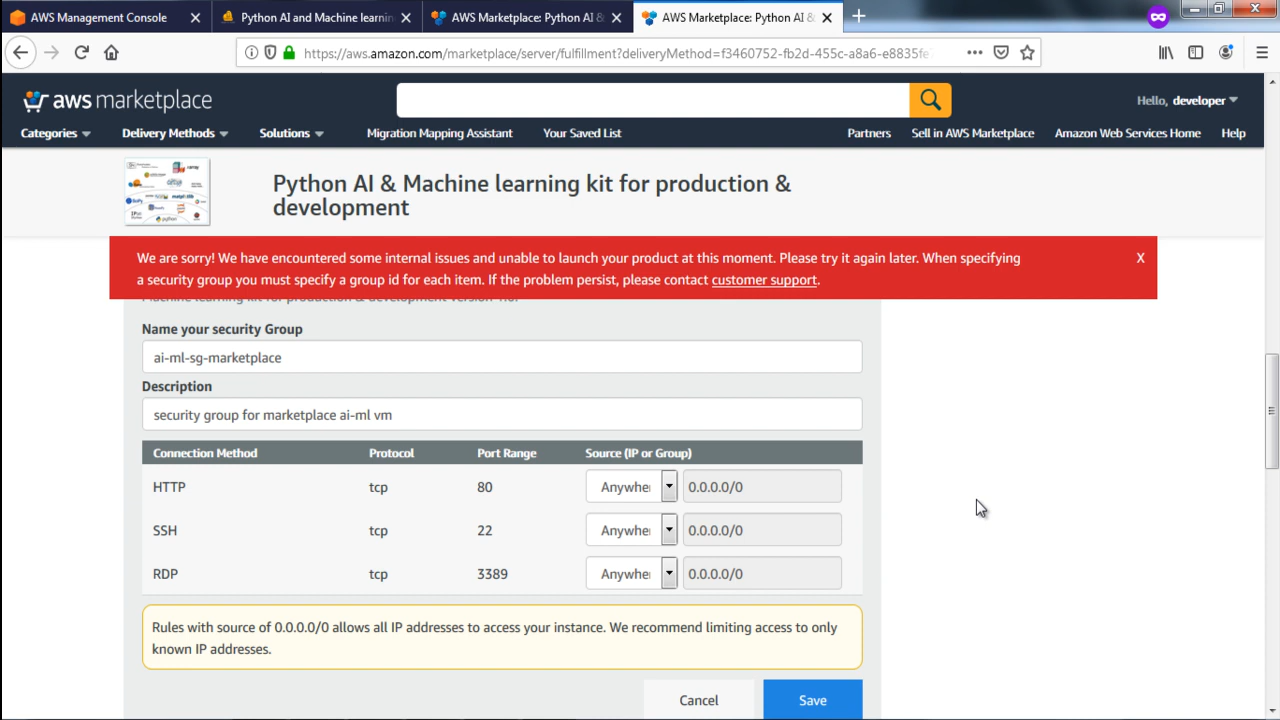 AWS Management Console
Python AI and Machine learnin
AWS Marketplace: Python AI &
AWS Marketplace: Python AI &
https://aws.amazon.com/marketplace/server/fulfillment?deliveryMethod=f3460752-fb2d-455c-a8a6-e8835fe
aws marketplace
Hello, developer
Categories
Delivery Methods
Solutions
Migration Mapping Assistant
Your Saved List
Partners
Sell in AWS Marketplace
Amazon Web Services Home
Help
Python AI & Machine learning kit for production &
development
We are sorry! We have encountered some internal issues and unable to launch your product at this moment. Please try it again later. When specifying
a security group you must specify a group id for each item. If the problem persist, please contact customer support.
X
Name your security Group
ai-ml-sg-marketplace
Description
security group for marketplace ai-ml vm
Connection Method Protocol Port Range Source (IP or Group)
HTTP tcp 80 Anywhe 0.0.0.0/0
SSH tcp 22 Anywhe 0.0.0.0/0
RDP tcp 3389 Anywhe 0.0.0.0/0
Rules with source of 0.0.0.0/0 allows all IP addresses to access your instance. We recommend limiting access to only
known IP addresses.
Cancel
Save